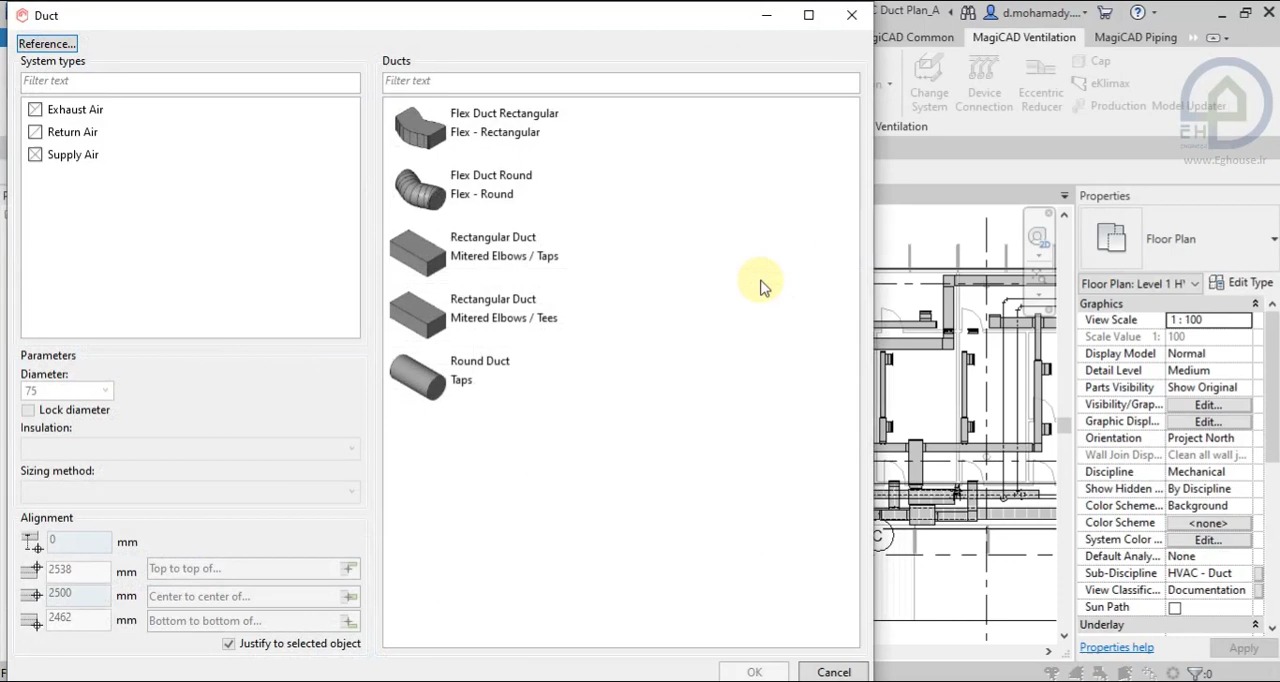 Duct
C Duct Plan_A
d.mohamady....
Reference...
System types
Ducts
Filter text
Filter text
Exhaust Air
Return Air
Supply Air
Flex Duct Rectangular
Flex - Rectangular
Flex Duct Round
Flex - Round
Rectangular Duct
Mitered Elbows / Taps
Rectangular Duct
Mitered Elbows / Tees
Round Duct
Taps
Parameters
Diameter:
75
Lock diameter
Insulation:
Sizing method:
Alignment
0 mm
2538 mm Top to top of...
2500 mm Center to center of...
2462 mm Bottom to bottom of...
Justify to selected object
OK Cancel
giCAD Common MagiCAD Ventilation MagiCAD Piping
Change System
Device Connection
Eccentric Reducer
Cap
eKlimax
Production Model Updater
Ventilation
EH
www.Eghouse.ir
2D
C
Properties
Floor Plan
Floor Plan: Level 1 H' Edit Type
Graphics
View Scale 1 : 100
Scale Value 1: 100
Display Model Normal
Detail Level Medium
Parts Visibility Show Original
Visibility/Grap... Edit...
Graphic Displ... Edit...
Orientation Project North
Wall Join Disp... Clean all wall j...
Discipline Mechanical
Show Hidden ... By Discipline
Color Scheme... Background
Color Scheme <none>
System Color ... Edit...
Default Analy... None
Sub-Discipline HVAC - Duct
View Classific... Documentation
Sun Path
Underlay
Properties help Apply
:0